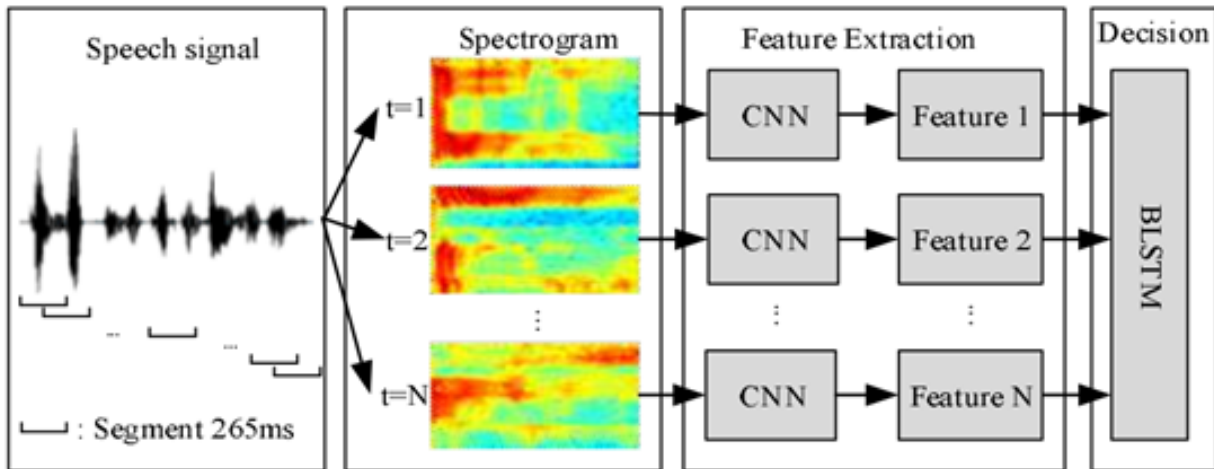 Speech signal
...
...
: Segment 265ms
Spectrogram
t=1
t=2
⋮
t=N
Feature Extraction
CNN
Feature 1
CNN
Feature 2
⋮
⋮
CNN
Feature N
Decision
BLSTM